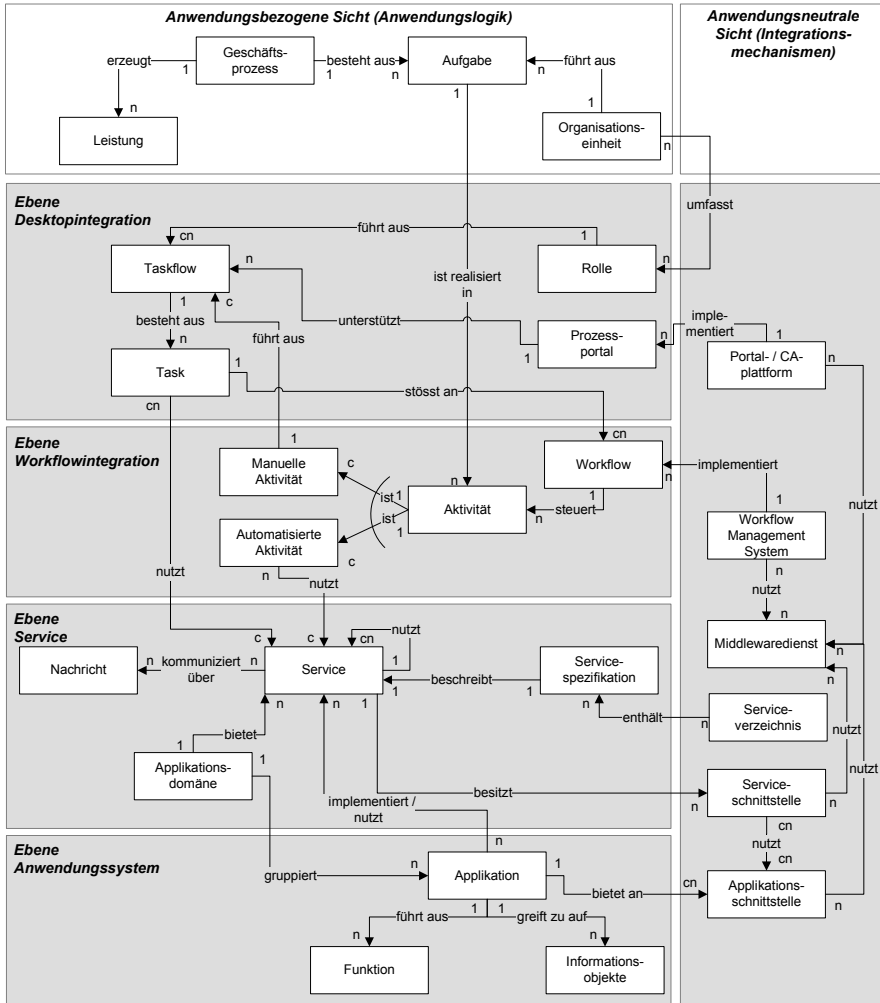 Anwendungsbezogene Sicht (Anwendungslogik)
Anwendungsneutrale
Sicht (Integrations-
mechanismen)
erzeugt
1
Geschäfts-
prozess
besteht aus
1
n
Aufgabe
1
n
führt aus
1
n
Leistung
Organisations-
einheit
n
umfasst
Ebene
Desktopintegration
führt aus
1
cn
Taskflow
n
Rolle
n
1
c
besteht aus
n
führt aus
unterstützt
ist realisiert
in
Prozess-
portal
1
n
imple-
mentiert
1
Portal- / CA-
plattform
n
Task
1
cn
stösst an
cn
Ebene
Workflowintegration
1
Manuelle
Aktivität
c
ist
1
ist
1
n
Aktivität
n
steuert
1
Workflow
n
implementiert
1
Workflow
Management
System
n
nutzt
n
nutzt
Automatisierte
Aktivität
c
n
nutzt
nutzt
Ebene
Service
c
c
cn
nutzt
1
Nachricht
n
kommuniziert
über
n
Service
1
beschreibt
1
Service-
spezifikation
n
Middlewaredienst
n
n
enthält
n
Service-
verzeichnis
nutzt
n
n
1
1
bietet
1
Applikations-
domäne
implementiert /
nutzt
besitzt
n
Service-
schnittstelle
n
cn
nutzt
cn
nutzt
Ebene
Anwendungssystem
gruppiert
n
n
Applikation
1
bietet an
cn
Applikations-
schnittstelle
n
1
1
führt aus
greift zu auf
n
n
Funktion
Informations-
objekte